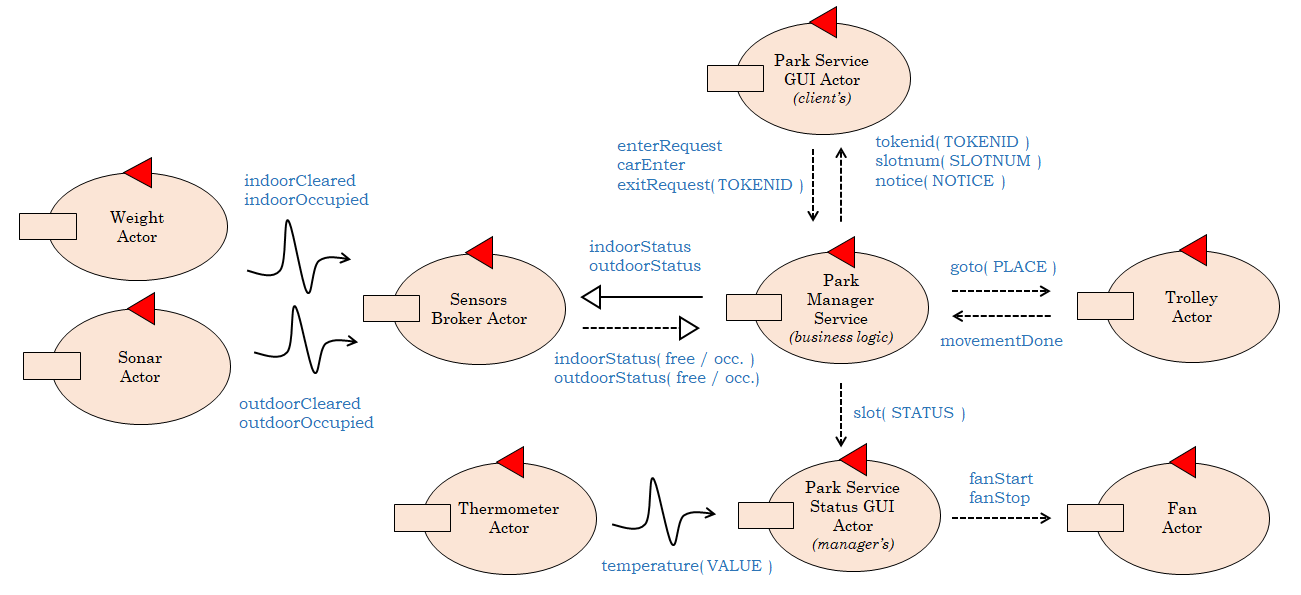 Park Service
GUI Actor
(client's)
enterRequest
carEnter
exitRequest( TOKENID )
tokenid( TOKENID )
slotnum( SLOTNUM )
notice( NOTICE )
indoorCleared
indoorOccupied
Weight
Actor
indoorStatus
outdoorStatus
Sensors
Broker Actor
Park
Manager
Service
(business logic)
goto( PLACE )
Trolley
Actor
movementDone
Sonar
Actor
indoorStatus( free / occ. )
outdoorStatus( free / occ.)
outdoorCleared
outdoorOccupied
slot( STATUS )
Thermometer
Actor
Park Service
Status GUI
Actor
(manager's)
fanStart
fanStop
Fan
Actor
temperature( VALUE )